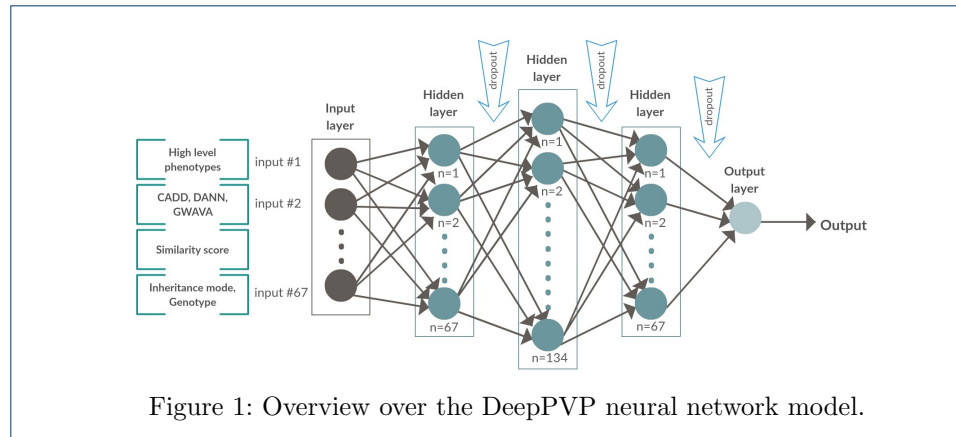 Input
layer
Hidden
layer
dropout
Hidden
layer
dropout
Hidden
layer
dropout
Output
layer
High level
phenotypes
input #1
CADD, DANN,
GWAVA
input #2
Similarity score
Inheritance mode,
Genotype
input #67
n=1
n=2
n=67
n=1
n=2
n=134
n=1
n=2
n=67
Output
Figure 1: Overview over the DeepPVP neural network model.